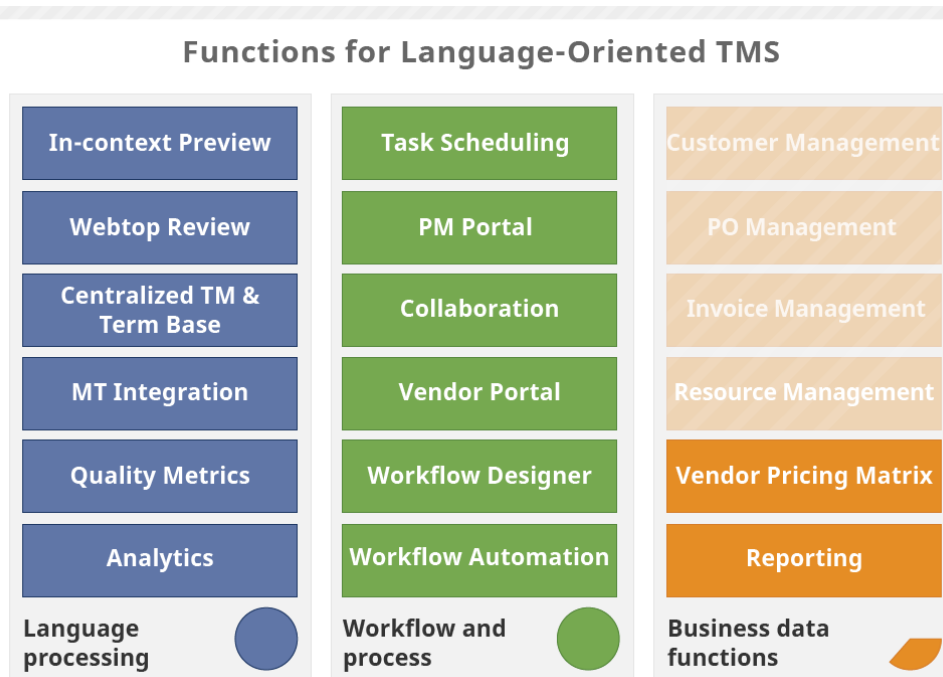 Functions for Language-Oriented TMS
In-context Preview
Webtop Review
Centralized TM &
Term Base
MT Integration
Quality Metrics
Analytics
Language
processing
Task Scheduling
PM Portal
Collaboration
Vendor Portal
Workflow Designer
Workflow Automation
Workflow and
process
Customer Management
PO Management
Invoice Management
Resource Management
Vendor Pricing Matrix
Reporting
Business data
functions